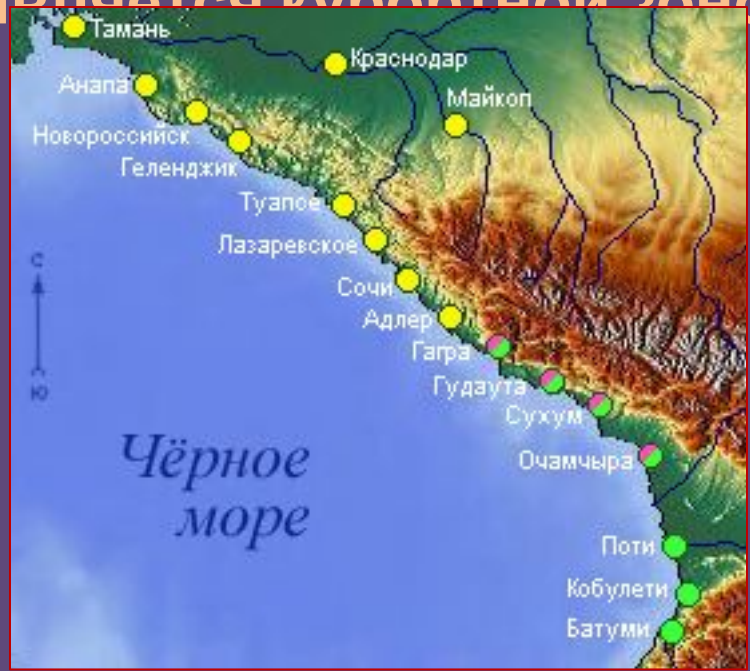 курортной
Тамань
Краснодар
Анапа
Майкоп
Новороссийск
Геленджик
Туапсе
Лазаревское
с
Сочи
Адлер
Гагра
ю
Гудаута
Сухум
Чёрное
море
Очамчыра
Поти
Кобулети
Батуми